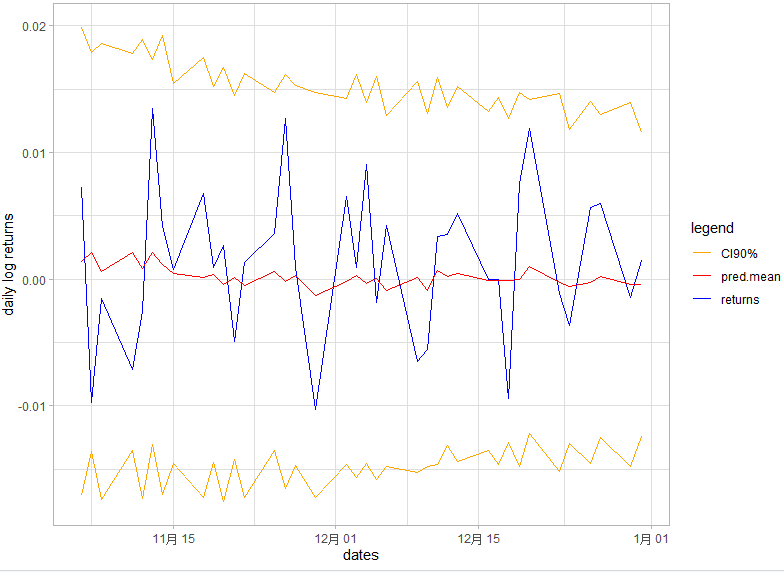 0.02
0.01
0.00
-0.01
daily log returns
11月 15
12月 01
12月 15
1月 01
dates
legend
CI90%
pred.mean
returns